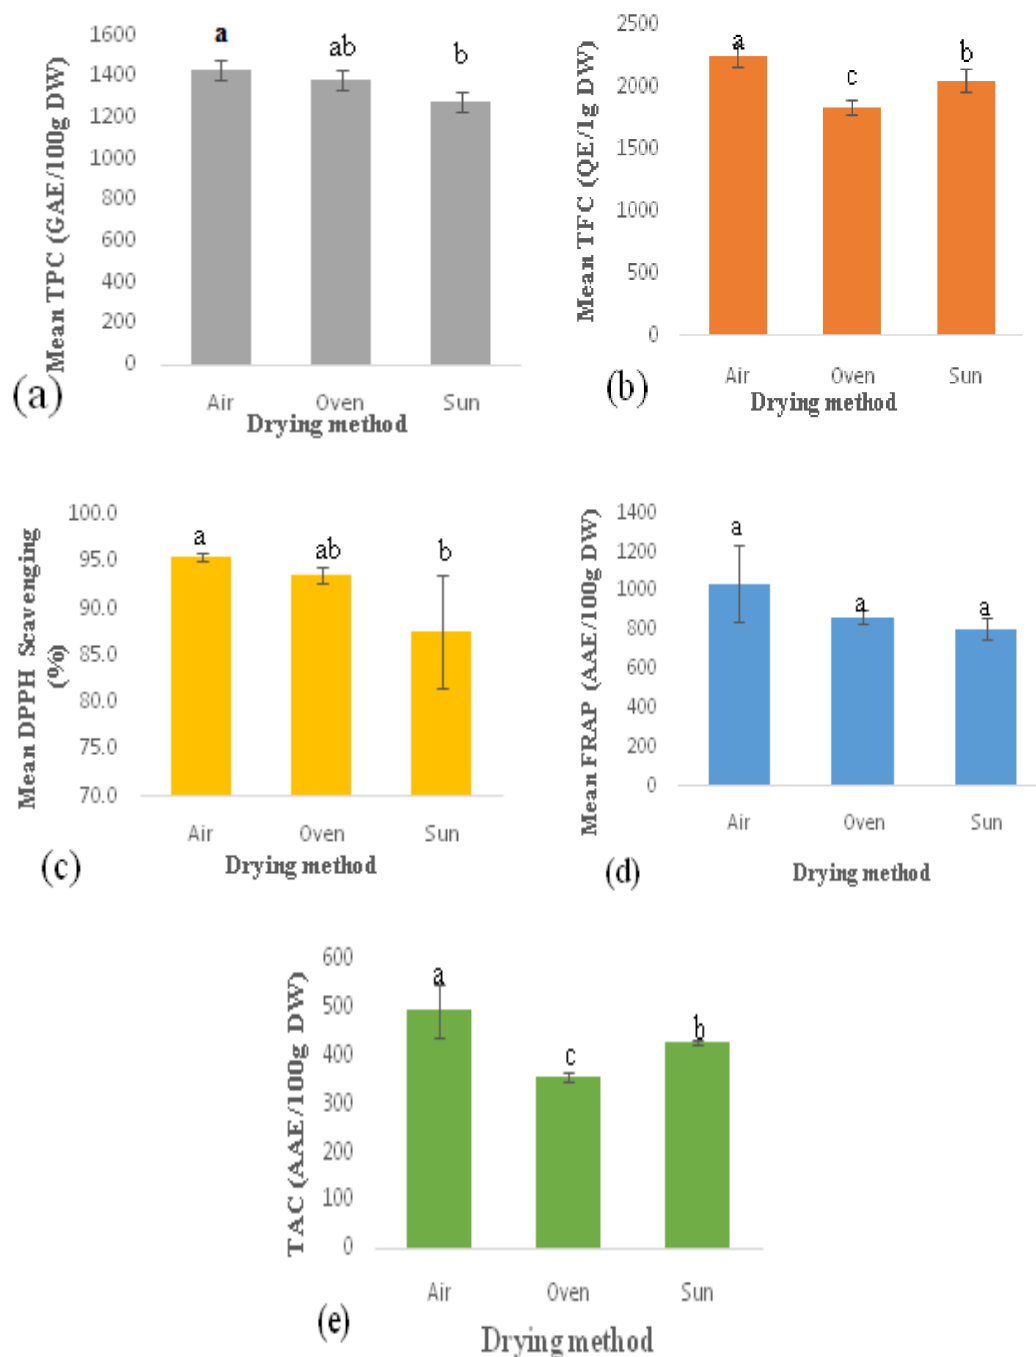 Mean TPC (GAE/100g DW)
1600
1400
1200
1000
800
600
400
200
0
a
ab
b
Air Oven Sun
Drying method
(a)
Mean TFC (QE/1g DW)
2500
2000
1500
1000
500
0
a
c
b
Air Oven Sun
Drying method
(b)
Mean DPPH Scavenging
(%)
100.0
95.0
90.0
85.0
80.0
75.0
70.0
a
ab
b
Air Oven Sun
Drying method
(c)
Mean FRAP (AAE/100g DW)
1400
1200
1000
800
600
400
200
0
a
a
a
Air Oven Sun
Drying method
(d)
TAC (AAE/100g DW)
600
500
400
300
200
100
0
a
c
b
Air Oven Sun
Drying method
(e)